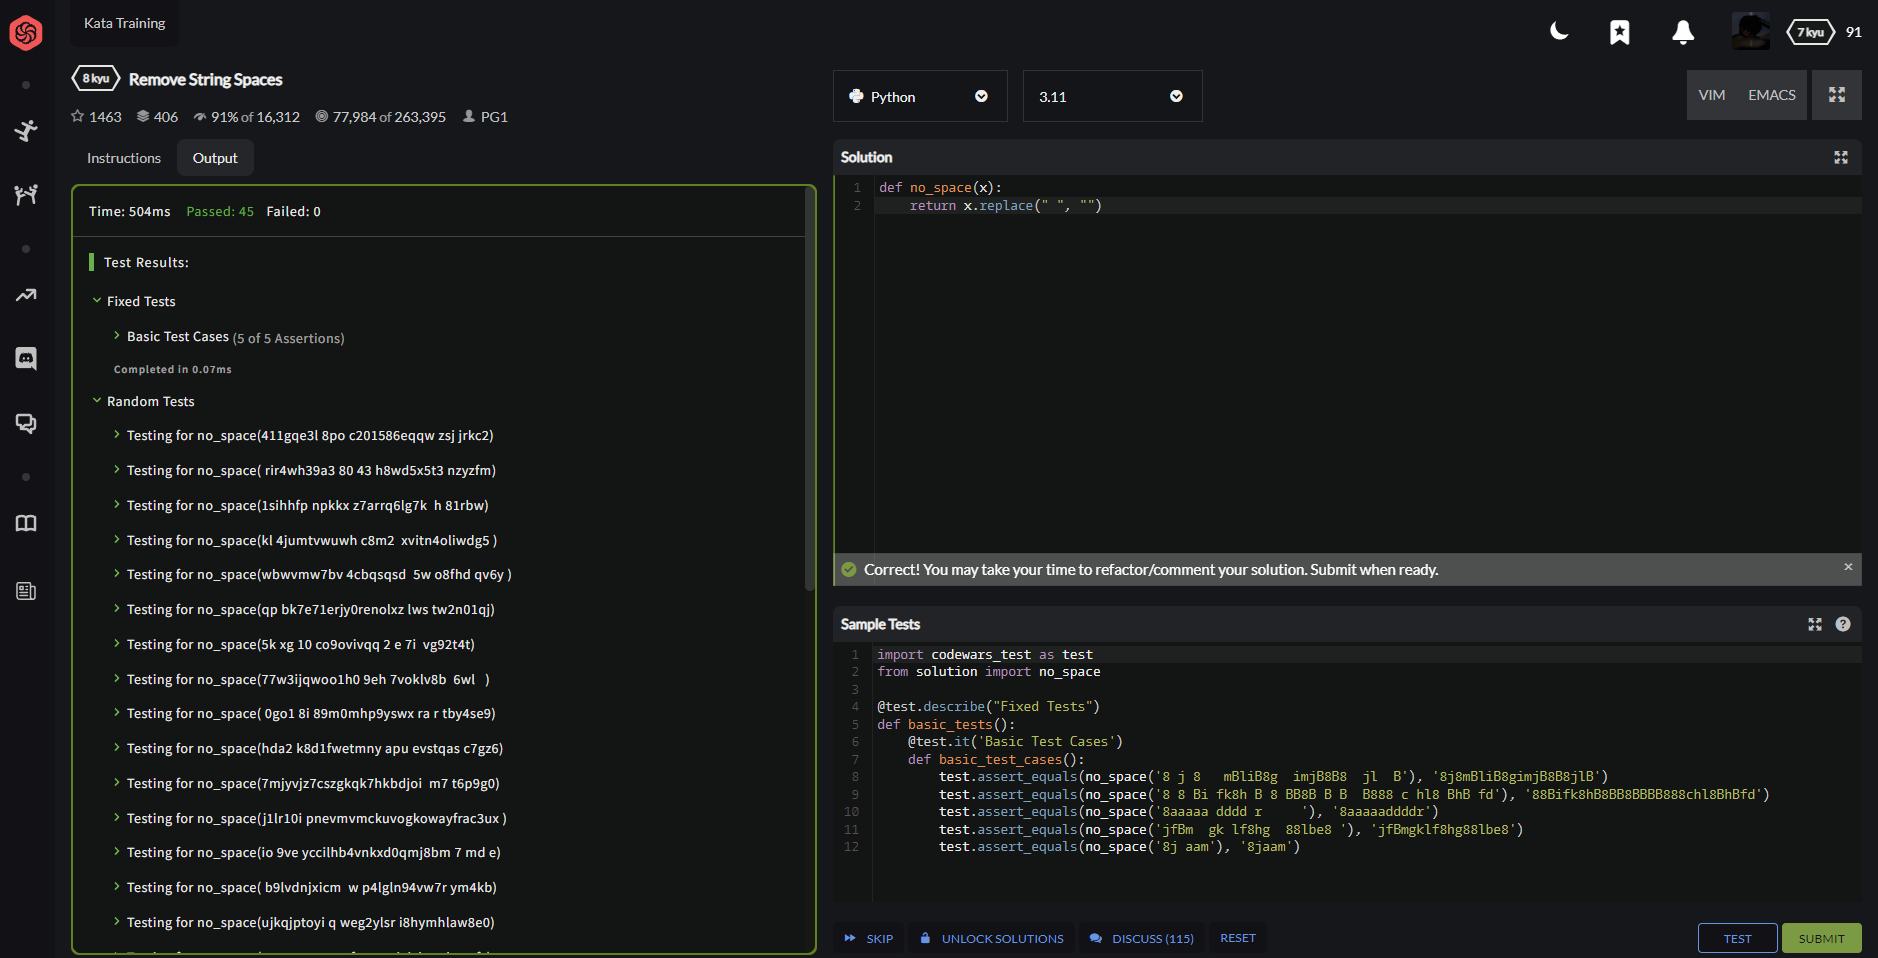 Kata Training
7 kyu 91
8 kyu Remove String Spaces
1463 406 91% of 16,312 77,984 of 263,395 PG1
Instructions Output
Time: 504ms Passed: 45 Failed: 0
Test Results:
Fixed Tests
Basic Test Cases (5 of 5 Assertions)
Completed in 0.07ms
Random Tests
Testing for no_space(411gqe3l 8po c201586eqqw zsj jrkc2)
Testing for no_space( rir4wh39a3 80 43 h8wd5x5t3 nzyzfm)
Testing for no_space(1sihhfp npkkx z7arrq6lg7k  h 81rbw)
Testing for no_space(kl 4jumtvwuwh c8m2  xvitn4oliwdg5 )
Testing for no_space(wbwvmw7bv 4cbqsqsd  5w o8fhd qv6y )
Testing for no_space(qp bk7e71erjy0renolxz lws tw2n01qj)
Testing for no_space(5k xg 10 co9ovivqq 2 e 7i  vg92t4t)
Testing for no_space(77w3ijqwoo1h0 9eh 7voklv8b  6wl   )
Testing for no_space( 0go1 8i 89m0mhp9yswx ra r tby4se9)
Testing for no_space(hda2 k8d1fwetmny apu evstqas c7gz6)
Testing for no_space(7mjyvjz7cszgkqk7hkbdjoi  m7 t6p9g0)
Testing for no_space(j1lr10i pnevmvmckuvogkowayfrac3ux )
Testing for no_space(io 9ve yccilhb4vnkxd0qmj8bm 7 md e)
Testing for no_space( b9lvdnjxicm  w p4lgln94vw7r ym4kb)
Testing for no_space(ujkqjptoyi q weg2ylsr i8hymhlaw8e0)
Python 3.11 VIM EMACS
Solution
1 def no_space(x):
2     return x.replace(" ", "")
Correct! You may take your time to refactor/comment your solution. Submit when ready. ×
Sample Tests ?
1 import codewars_test as test
2 from solution import no_space
3
4 @test.describe("Fixed Tests")
5 def basic_tests():
6     @test.it('Basic Test Cases')
7     def basic_test_cases():
8         test.assert_equals(no_space('8 j 8   mBliB8g  imjB8B8  jl  B'), '8j8mBliB8gimjB8B8jlB')
9         test.assert_equals(no_space('8 8 Bi fk8h B 8 BB8B B B  B888 c hl8 BhB fd'), '88Bifk8hB8BB8BBBB888chl8BhBfd')
10         test.assert_equals(no_space('8aaaaa dddd r     '), '8aaaaaddddr')
11         test.assert_equals(no_space('jfBm  gk lf8hg  88lbe8 '), 'jfBmgklf8hg88lbe8')
12         test.assert_equals(no_space('8j aam'), '8jaam')
SKIP UNLOCK SOLUTIONS DISCUSS (115) RESET TEST SUBMIT